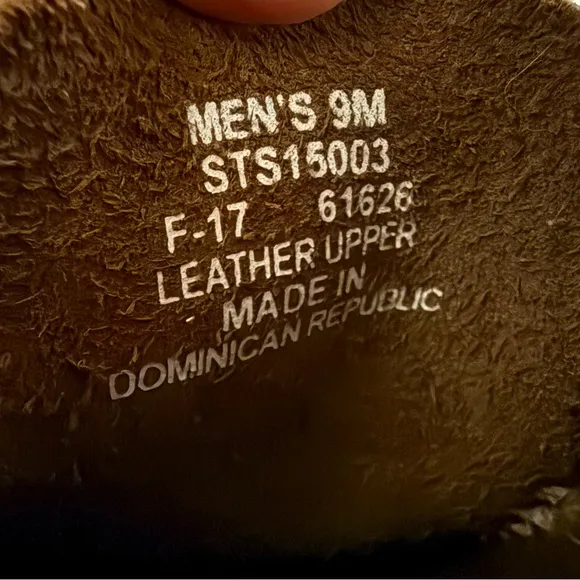 MEN'S 9M
STS15003
F-17 61626
LEATHER UPPER
MADE IN
DOMINICAN REPUBLIC